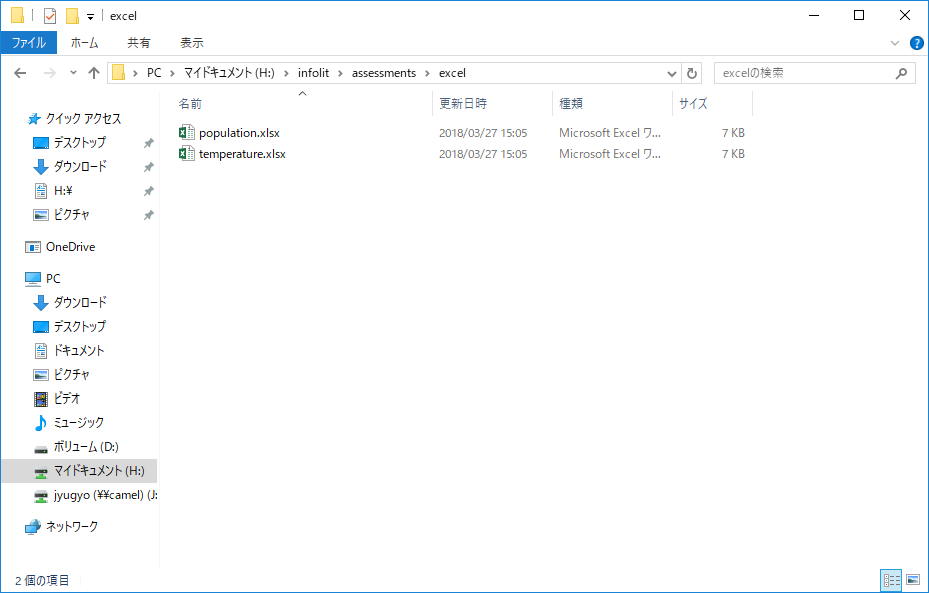 excel
ファイル ホーム 共有 表示
PC マイドキュメント (H:) infolit assessments excel excelの検索
名前 更新日時 種類 サイズ
population.xlsx 2018/03/27 15:05 Microsoft Excel ワ... 7 KB
temperature.xlsx 2018/03/27 15:05 Microsoft Excel ワ... 7 KB
クイック アクセス
デスクトップ
ダウンロード
H:¥
ピクチャ
OneDrive
PC
ダウンロード
デスクトップ
ドキュメント
ピクチャ
ビデオ
ミュージック
ボリューム (D:)
マイドキュメント (H:)
jyugyo (¥¥camel) (J:
ネットワーク
2 個の項目